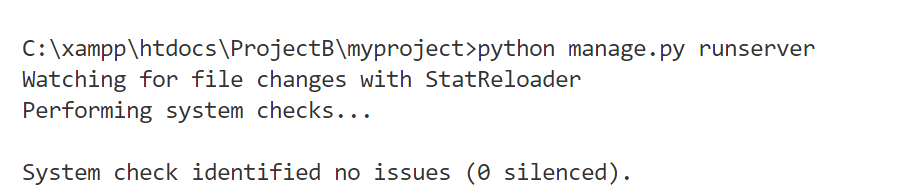 C:\xampp\htdocs\ProjectB\myproject>python manage.py runserver
Watching for file changes with StatReloader
Performing system checks...
System check identified no issues (0 silenced).